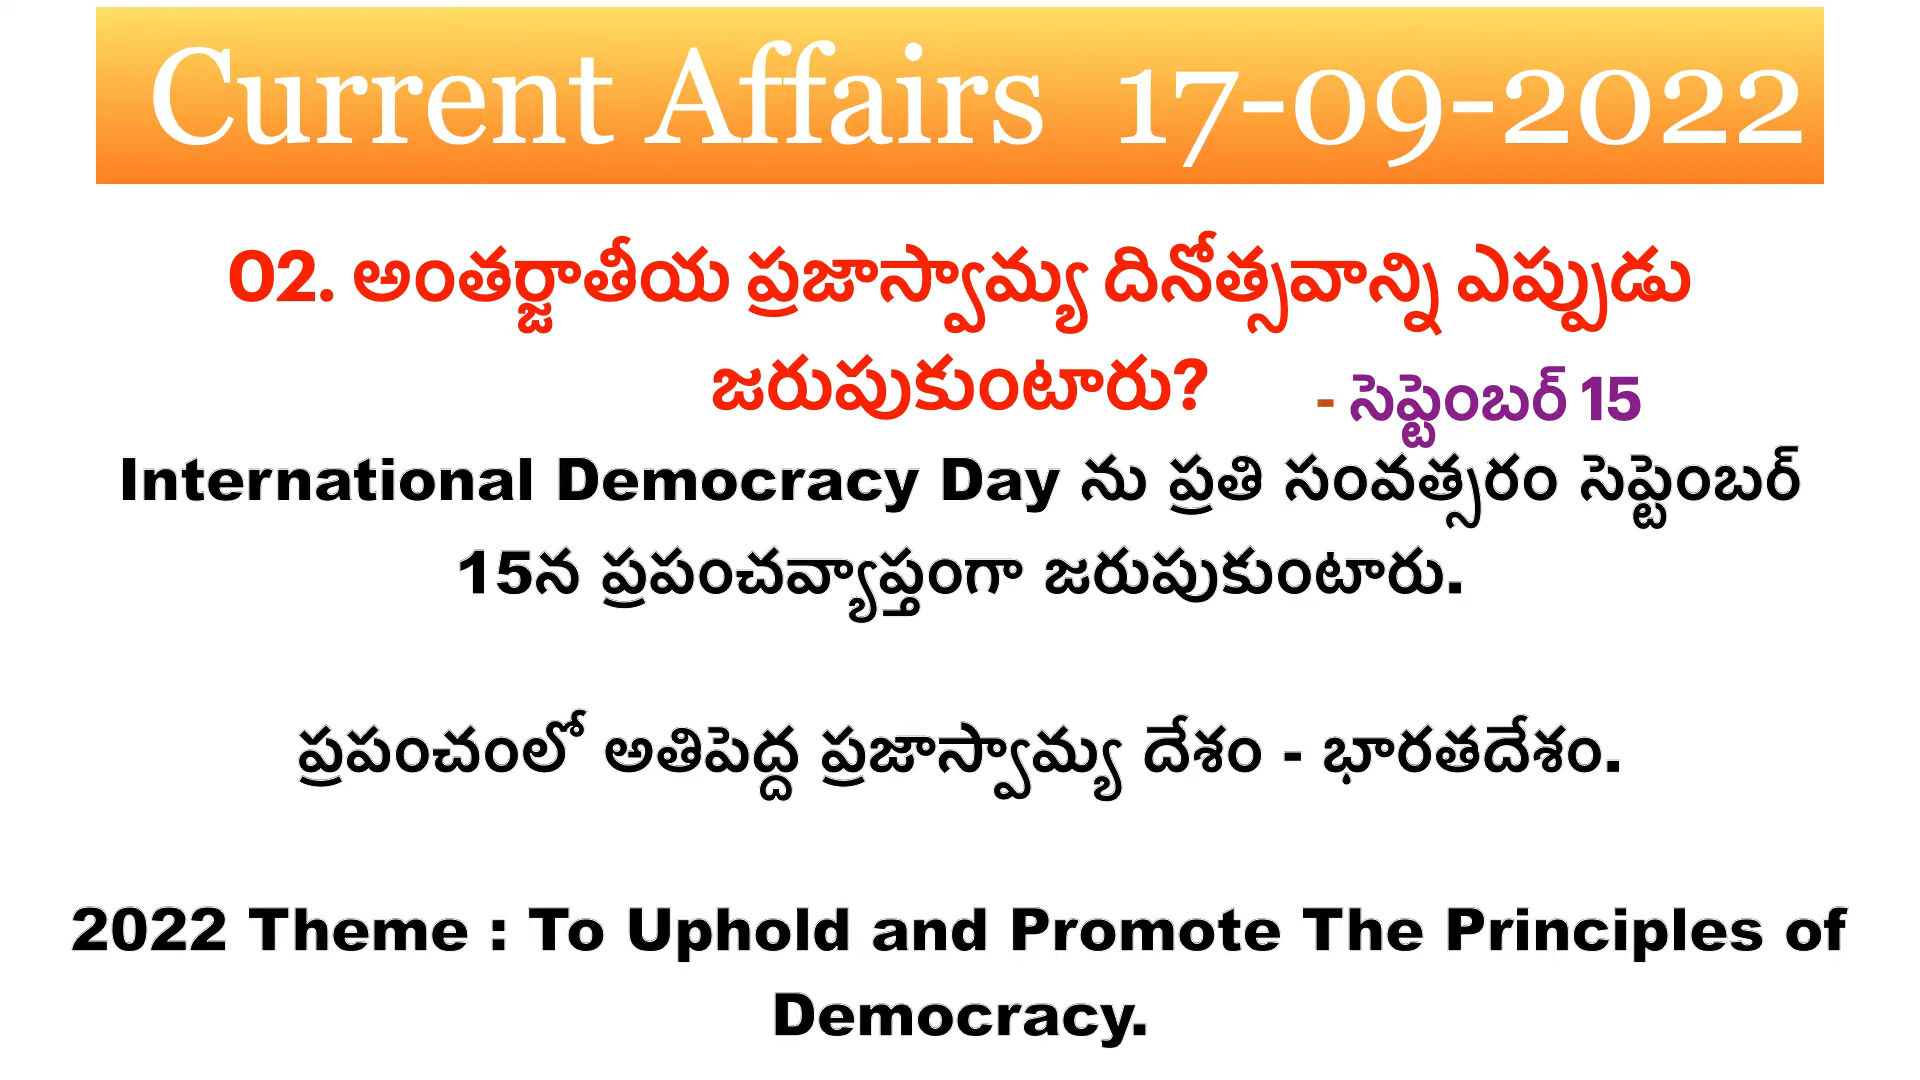 Current Affairs 17-09-2022
02. అంతర్జాతీయ ప్రజాస్వామ్య దినోత్సవాన్ని ఎప్పుడు
జరుపుకుంటారు? - సెప్టెంబర్ 15
International Democracy Day ను ప్రతి సంవత్సరం సెప్టెంబర్
15న ప్రపంచవ్యాప్తంగా జరుపుకుంటారు.
ప్రపంచంలో అతిపెద్ద ప్రజాస్వామ్య దేశం - భారతదేశం.
2022 Theme : To Uphold and Promote The Principles of
Democracy.